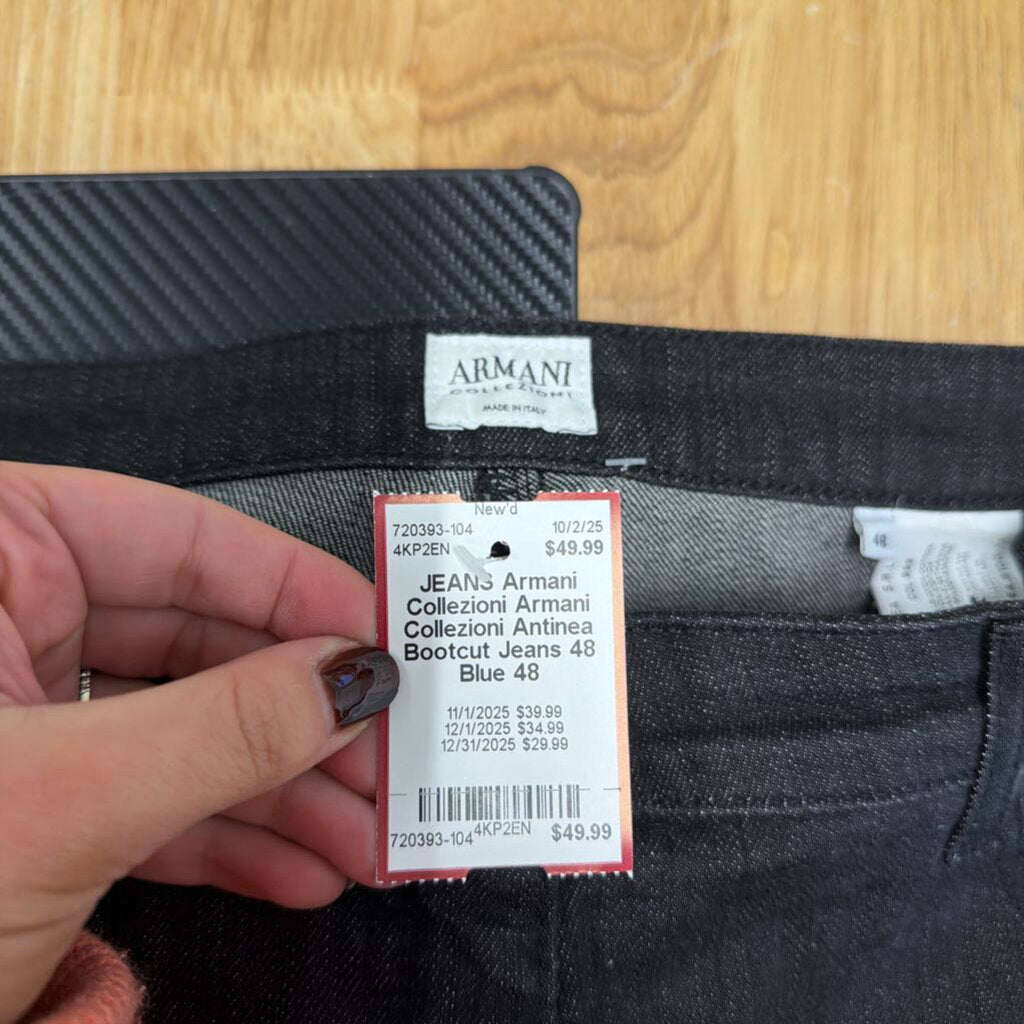 ARMANI
COLLEZIONI
MADE IN ITALY
48
New'd
720393-104 10/2/25
4KP2EN $49.99
JEANS Armani
Collezioni Armani
Collezioni Antinea
Bootcut Jeans 48
Blue 48
11/1/2025 $39.99
12/1/2025 $34.99
12/31/2025 $29.99
720393-104 4KP2EN $49.99